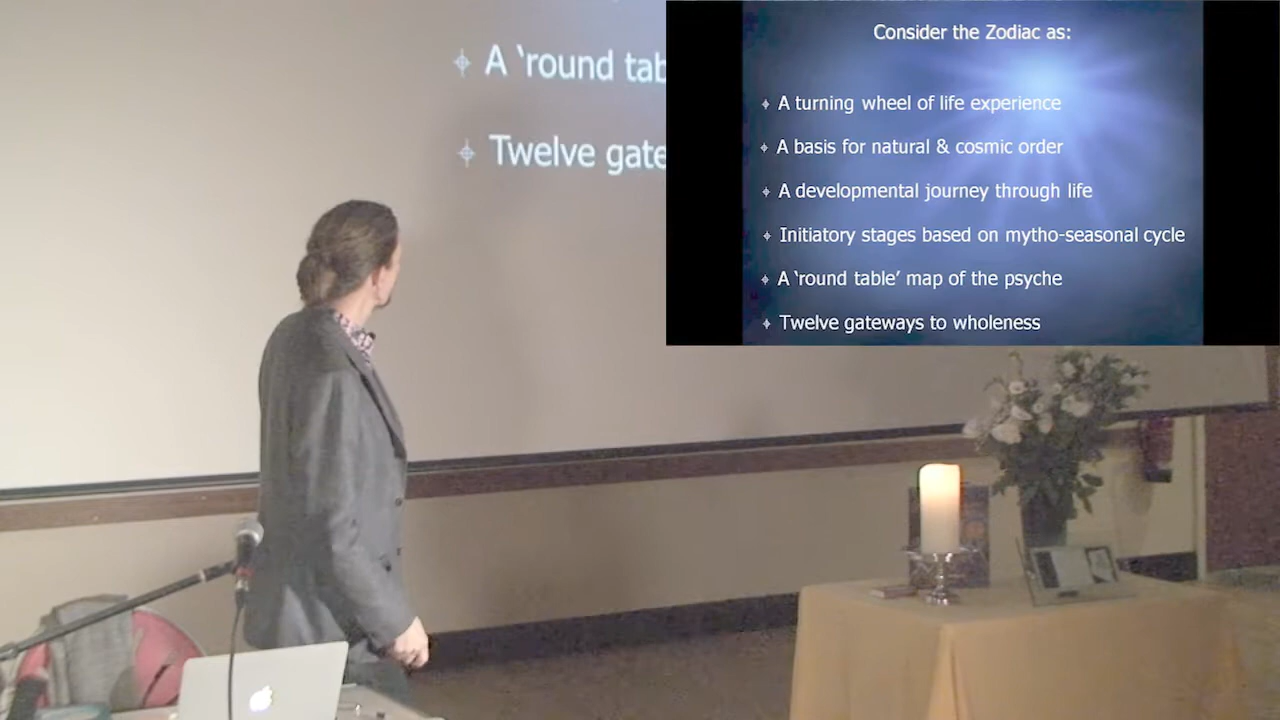 A ‘round tab
Twelve gate
Consider the Zodiac as:
A turning wheel of life experience
A basis for natural & cosmic order
A developmental journey through life
Initiatory stages based on mytho-seasonal cycle
A ‘round table’ map of the psyche
Twelve gateways to wholeness